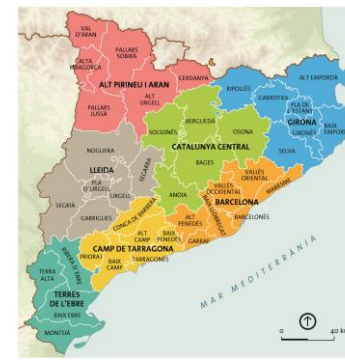 VAL
D'ARAN
PALLARS
SOBIRÀ
ALTA
RIBAGORÇA
ALT PIRINEU I ARAN
CERDANYA
ALT
URGELL
PALLARS
JUSSÀ
RIPOLLÈS
ALT EMPORDÀ
GARROTXA
PLA DE
L'ESTANY
GIRONA
GIRONÈS
BAIX
EMPOR
SELVA
BERGUEDÀ
SOLSONÈS
OSONA
CATALUNYA CENTRAL
BAGES
ANOIA
NOGUERA
LLEIDA
SEGARRA
PLA
D'URGELL
URGELL
SEGRIÀ
GARRIGUES
VALLÈS
ORIENTAL
VALLÈS
OCCIDENTAL
MARESME
BARCELONA
BAIX LLOBREGAT
BARCELONÈS
ALT
PENEDÈS
GARRAF
CONCA DE BARBERÀ
ALT
CAMP
BAIX
PENEDÈS
CAMP DE TARRAGONA
PRIORAT
BAIX
CAMP
TARRAGONÈS
RIBERA D'EBRE
TERRA
ALTA
TERRES
DE L'EBRE
BAIX EBRE
MONTSIÀ
MAR MEDITERRÀNIA
0
40 k